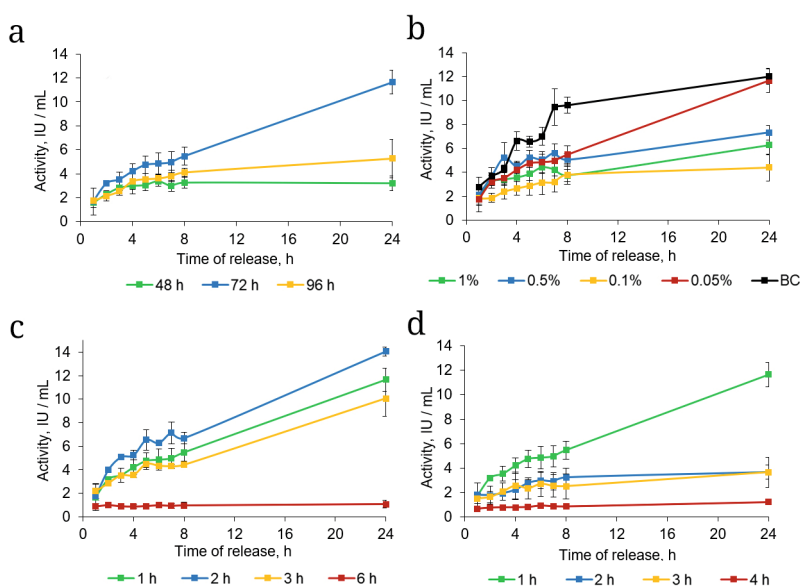 a
14
12
10
8
6
4
2
0
Activity, IU / mL
0 4 8 12 16 20 24
Time of release, h
48 h 72 h 96 h
b
14
12
10
8
6
4
2
0
Activity, IU / mL
0 4 8 12 16 20 24
Time of release, h
1% 0.5% 0.1% 0.05% BC
c
14
12
10
8
6
4
2
0
Activity, IU / mL
0 4 8 12 16 20 24
Time of release, h
1 h 2 h 3 h 6 h
d
14
12
10
8
6
4
2
0
Activity, IU / mL
0 4 8 12 16 20 24
Time of release, h
1 h 2 h 3 h 4 h